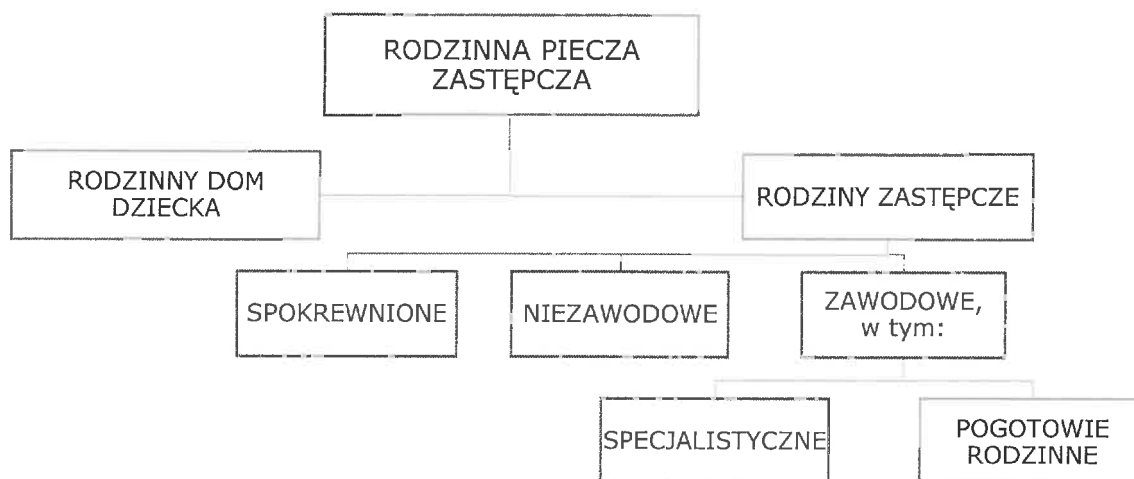 RODZINNA PIECZA
ZASTĘPCZA
RODZINNY DOM
DZIECKA
RODZINY ZASTĘPCZE
SPOKREWNIONE
NIEZAWODOWE
ZAWODOWE,
w tym:
SPECJALISTYCZNE
POGOTOWIE
RODZINNE